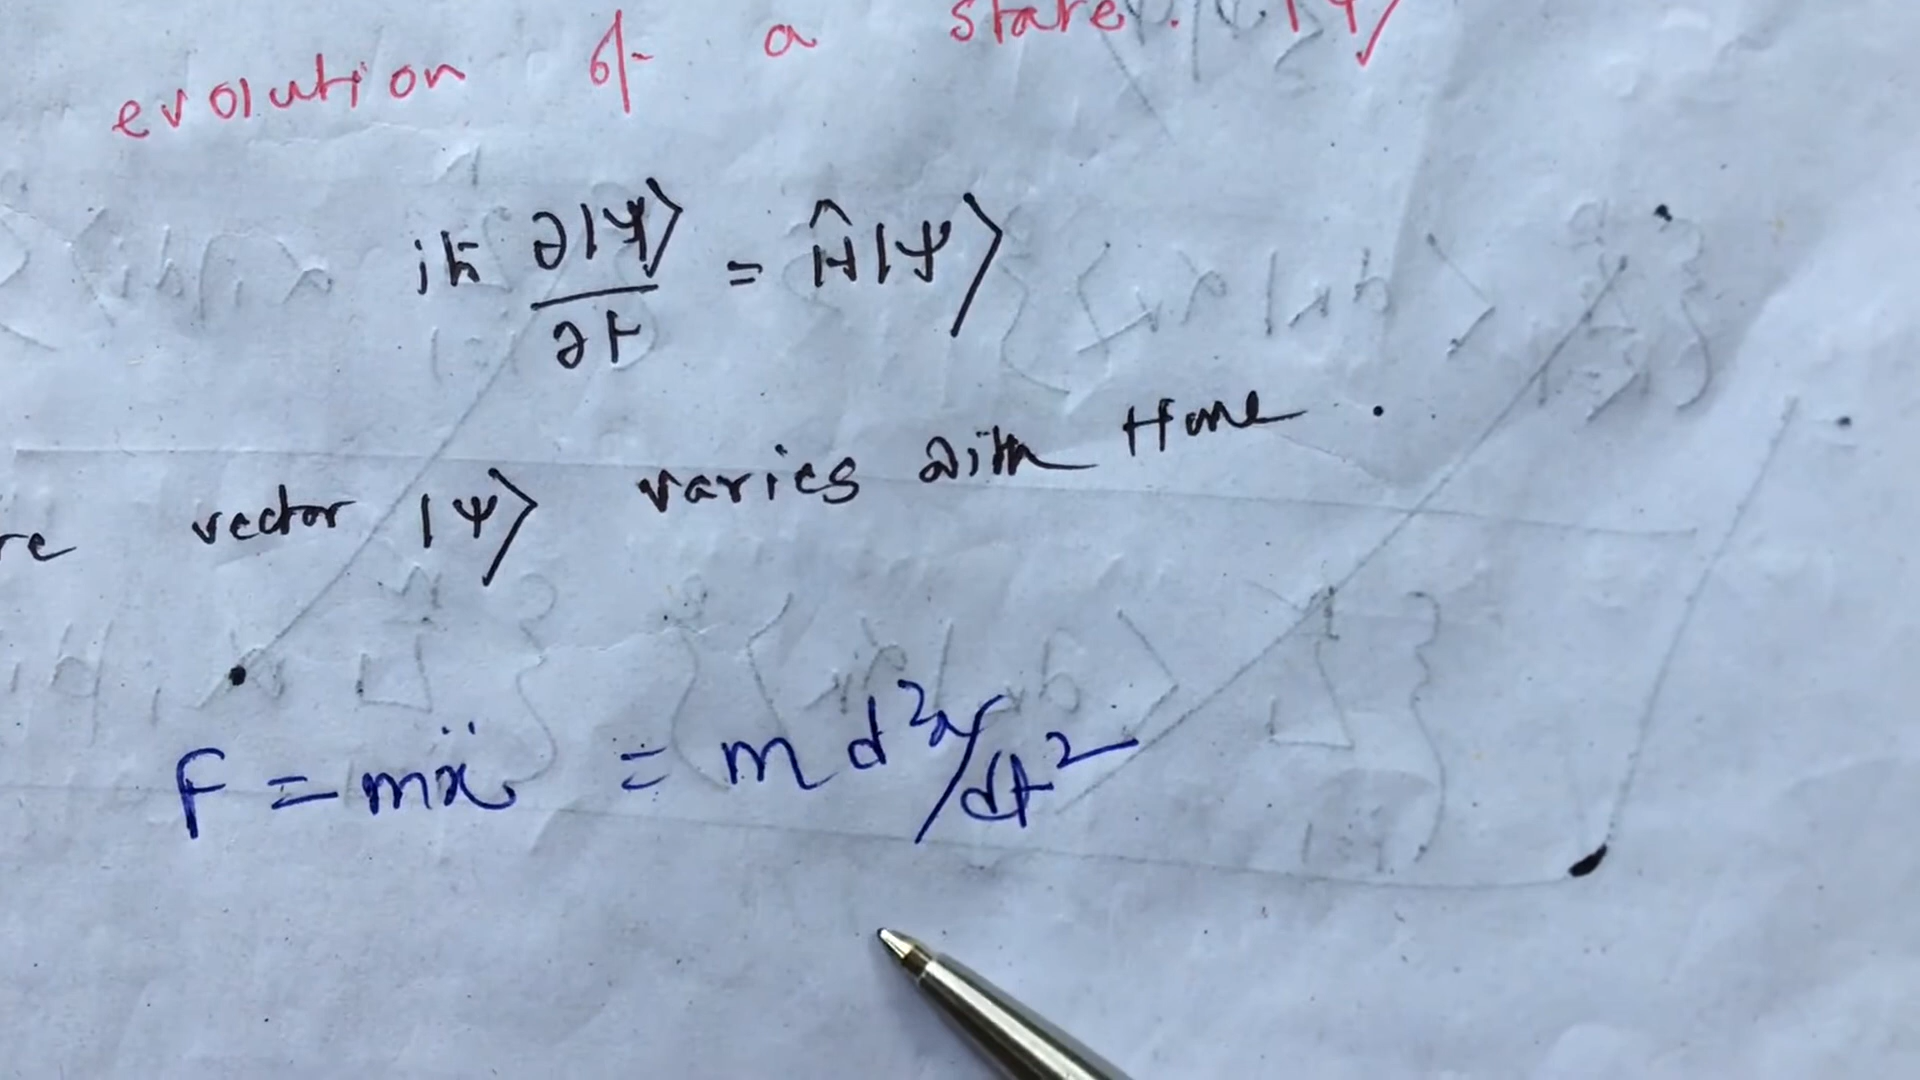 evolution of a state. |ψ⟩
iℏ ∂|ψ⟩/∂t = Ĥ|ψ⟩
vector |ψ⟩ varies with time .
F = mẍ = m d²x/dt²